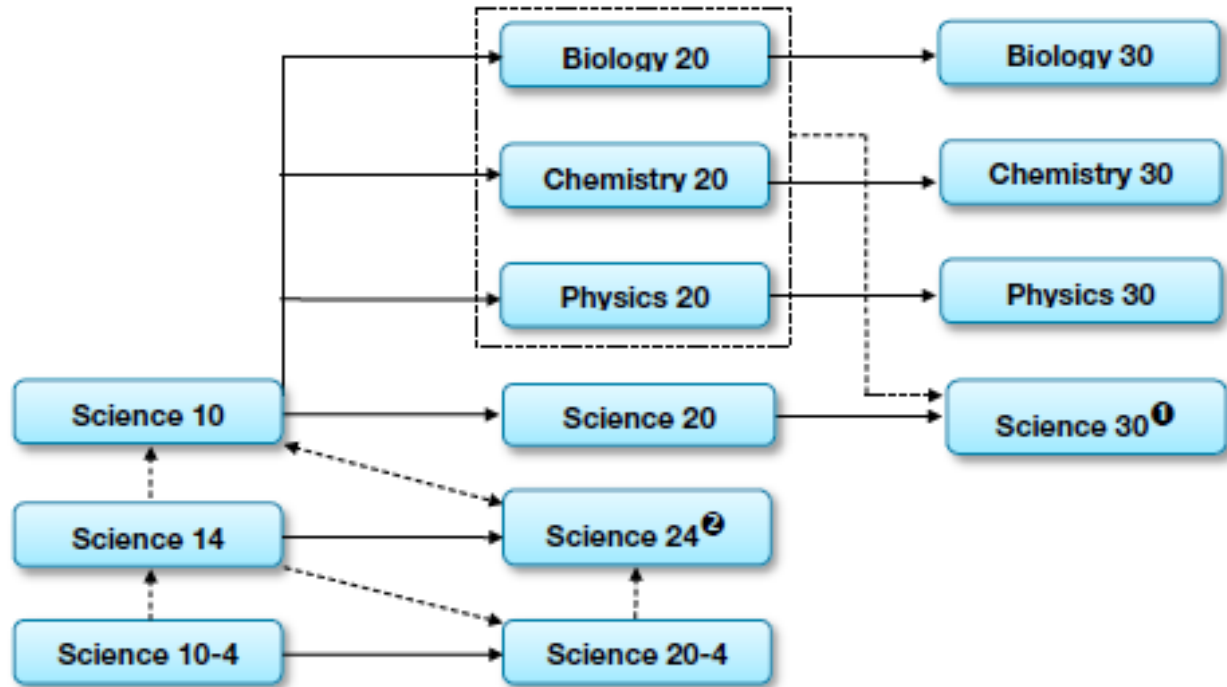 Biology 20
Biology 30
Chemistry 20
Chemistry 30
Physics 20
Physics 30
Science 10
Science 20
Science 30❶
Science 14
Science 24❷
Science 10-4
Science 20-4